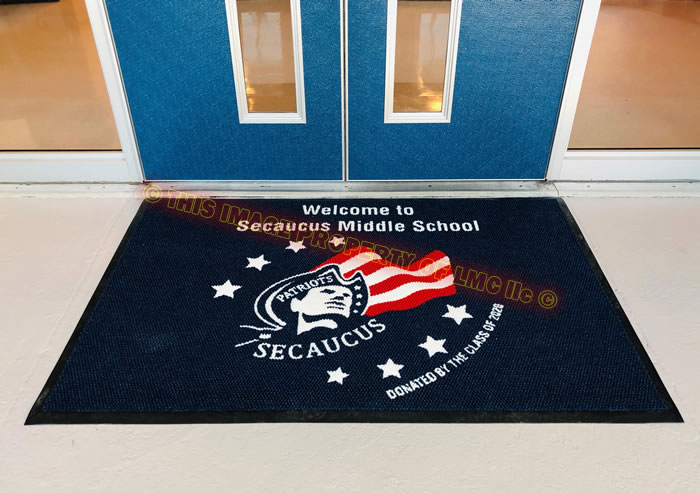 Welcome to
Secaucus Middle School
© THIS IMAGE PROPERTY OF LMC llc ©
PATRIOTS
SECAUCUS
DONATED BY THE CLASS OF 2026